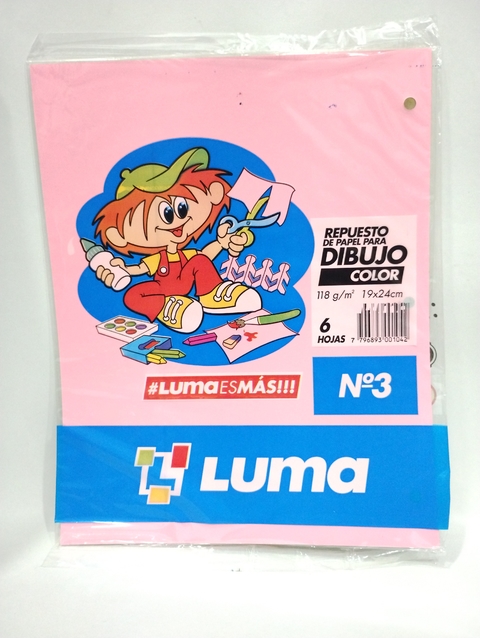 REPUESTO
DE PAPEL PARA
DIBUJO
COLOR
118 g/m² 19x24cm
6
HOJAS
7 796893 001042
#LUMAESMÁS!!!
Nº3
LUMA